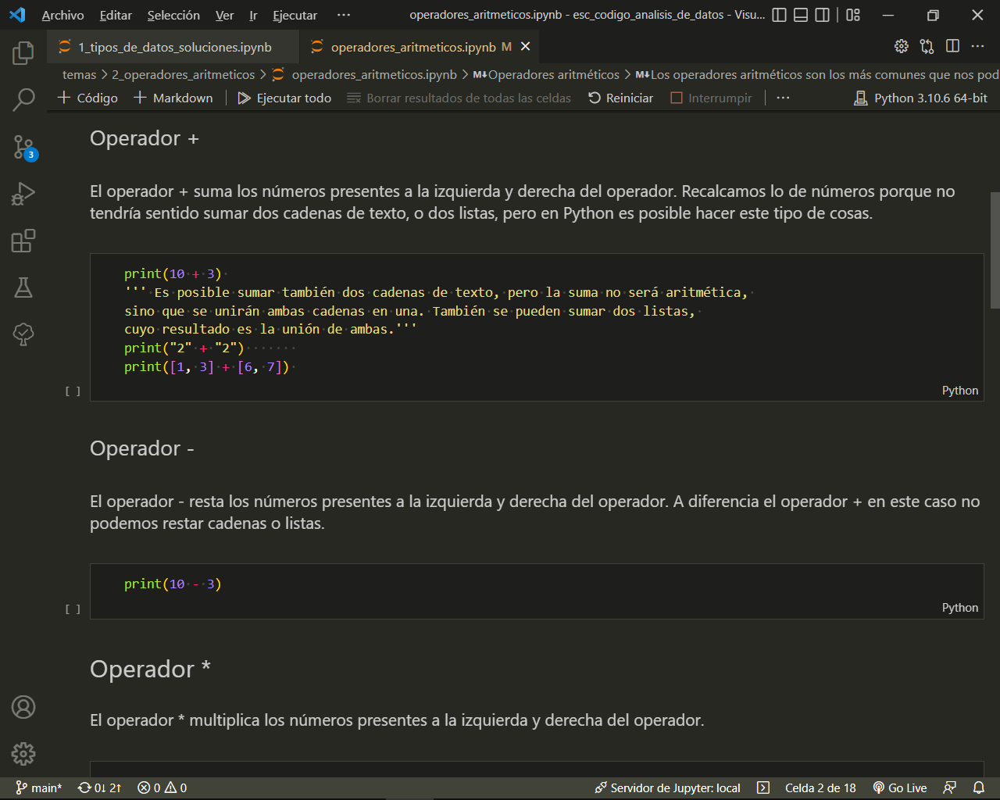 Archivo Editar Selección Ver Ir Ejecutar ··· operadores_aritmeticos.ipynb - esc_codigo_analisis_de_datos - Visu...
1_tipos_de_datos_soluciones.ipynb operadores_aritmeticos.ipynb M
temas > 2_operadores_aritmeticos > operadores_aritmeticos.ipynb > M↓Operadores aritméticos > M↓Los operadores aritméticos son los más comunes que nos pod
+ Código + Markdown Ejecutar todo Borrar resultados de todas las celdas Reiniciar Interrumpir ··· Python 3.10.6 64-bit
3
Operador +
El operador + suma los números presentes a la izquierda y derecha del operador. Recalcamos lo de números porque no
tendría sentido sumar dos cadenas de texto, o dos listas, pero en Python es posible hacer este tipo de cosas.
print(10 + 3)
''' Es posible sumar también dos cadenas de texto, pero la suma no será aritmética,
sino que se unirán ambas cadenas en una. También se pueden sumar dos listas,
cuyo resultado es la unión de ambas.'''
print("2" + "2")
print([1, 3] + [6, 7])
[ ] Python
Operador -
El operador - resta los números presentes a la izquierda y derecha del operador. A diferencia el operador + en este caso no
podemos restar cadenas o listas.
print(10 - 3)
[ ] Python
Operador *
El operador * multiplica los números presentes a la izquierda y derecha del operador.
main* 0↓ 2↑ 0 0 Servidor de Jupyter: local Celda 2 de 18 Go Live